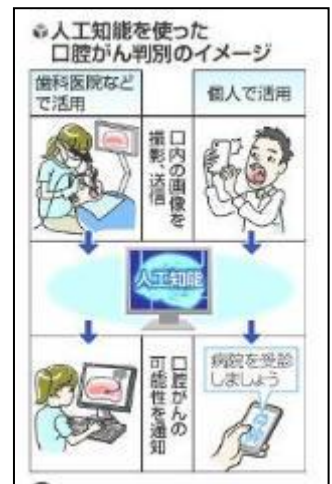 人工知能を使った
口腔がん判別のイメージ
歯科医院など
で活用
個人で活用
口内の画像を
撮影、送信
人工知能
口腔がんの
可能性を通知
病院を受診
しましょう